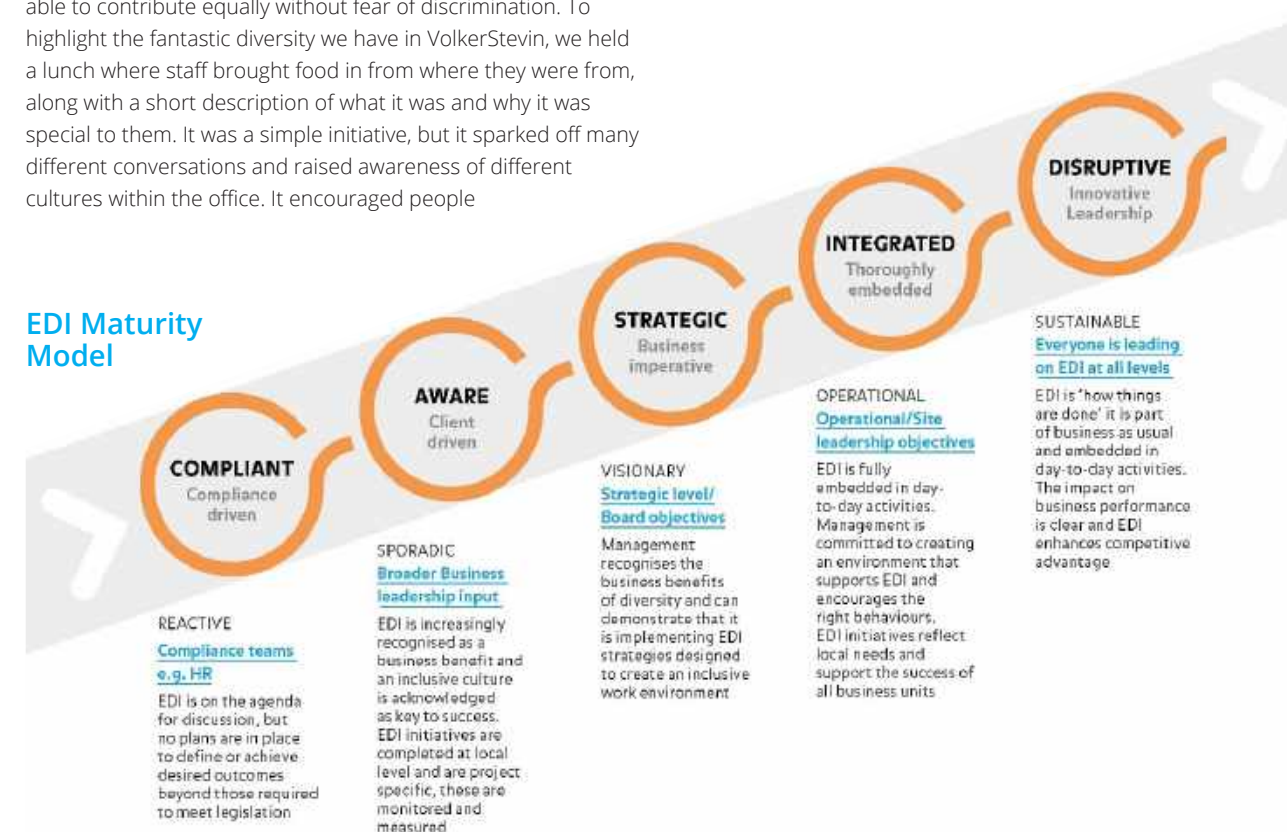 able to contribute equally without fear of discrimination. To
highlight the fantastic diversity we have in VolkerStevin, we held
a lunch where staff brought food in from where they were from,
along with a short description of what it was and why it was
special to them. It was a simple initiative, but it sparked off many
different conversations and raised awareness of different
cultures within the office. It encouraged people
EDI Maturity
Model
COMPLIANT
Compliance
driven
REACTIVE
Compliance teams
e.g. HR
EDI is on the agenda
for discussion, but
no plans are in place
to define or achieve
desired outcomes
beyond those required
to meet legislation
AWARE
Client
driven
SPORADIC
Broader Business
leadership input
EDI is increasingly
recognised as a
business benefit and
an inclusive culture
is acknowledged
as key to success.
EDI initiatives are
completed at local
level and are project
specific, these are
monitored and
measured
STRATEGIC
Business
imperative
VISIONARY
Strategic level/
Board objectives
Management
recognises the
business benefits
of diversity and can
demonstrate that it
is implementing EDI
strategies designed
to create an inclusive
work environment
INTEGRATED
Thoroughly
embedded
OPERATIONAL
Operational/Site
leadership objectives
EDI is fully
embedded in day-
to-day activities.
Management is
committed to creating
an environment that
supports EDI and
encourages the
right behaviours.
EDI initiatives reflect
local needs and
support the success of
all business units
DISRUPTIVE
Innovative
Leadership
SUSTAINABLE
Everyone is leading
on EDI at all levels
EDI is 'how things
are done' it is part
of business as usual
and embedded in
day-to-day activities.
The impact on
business performance
is clear and EDI
enhances competitive
advantage